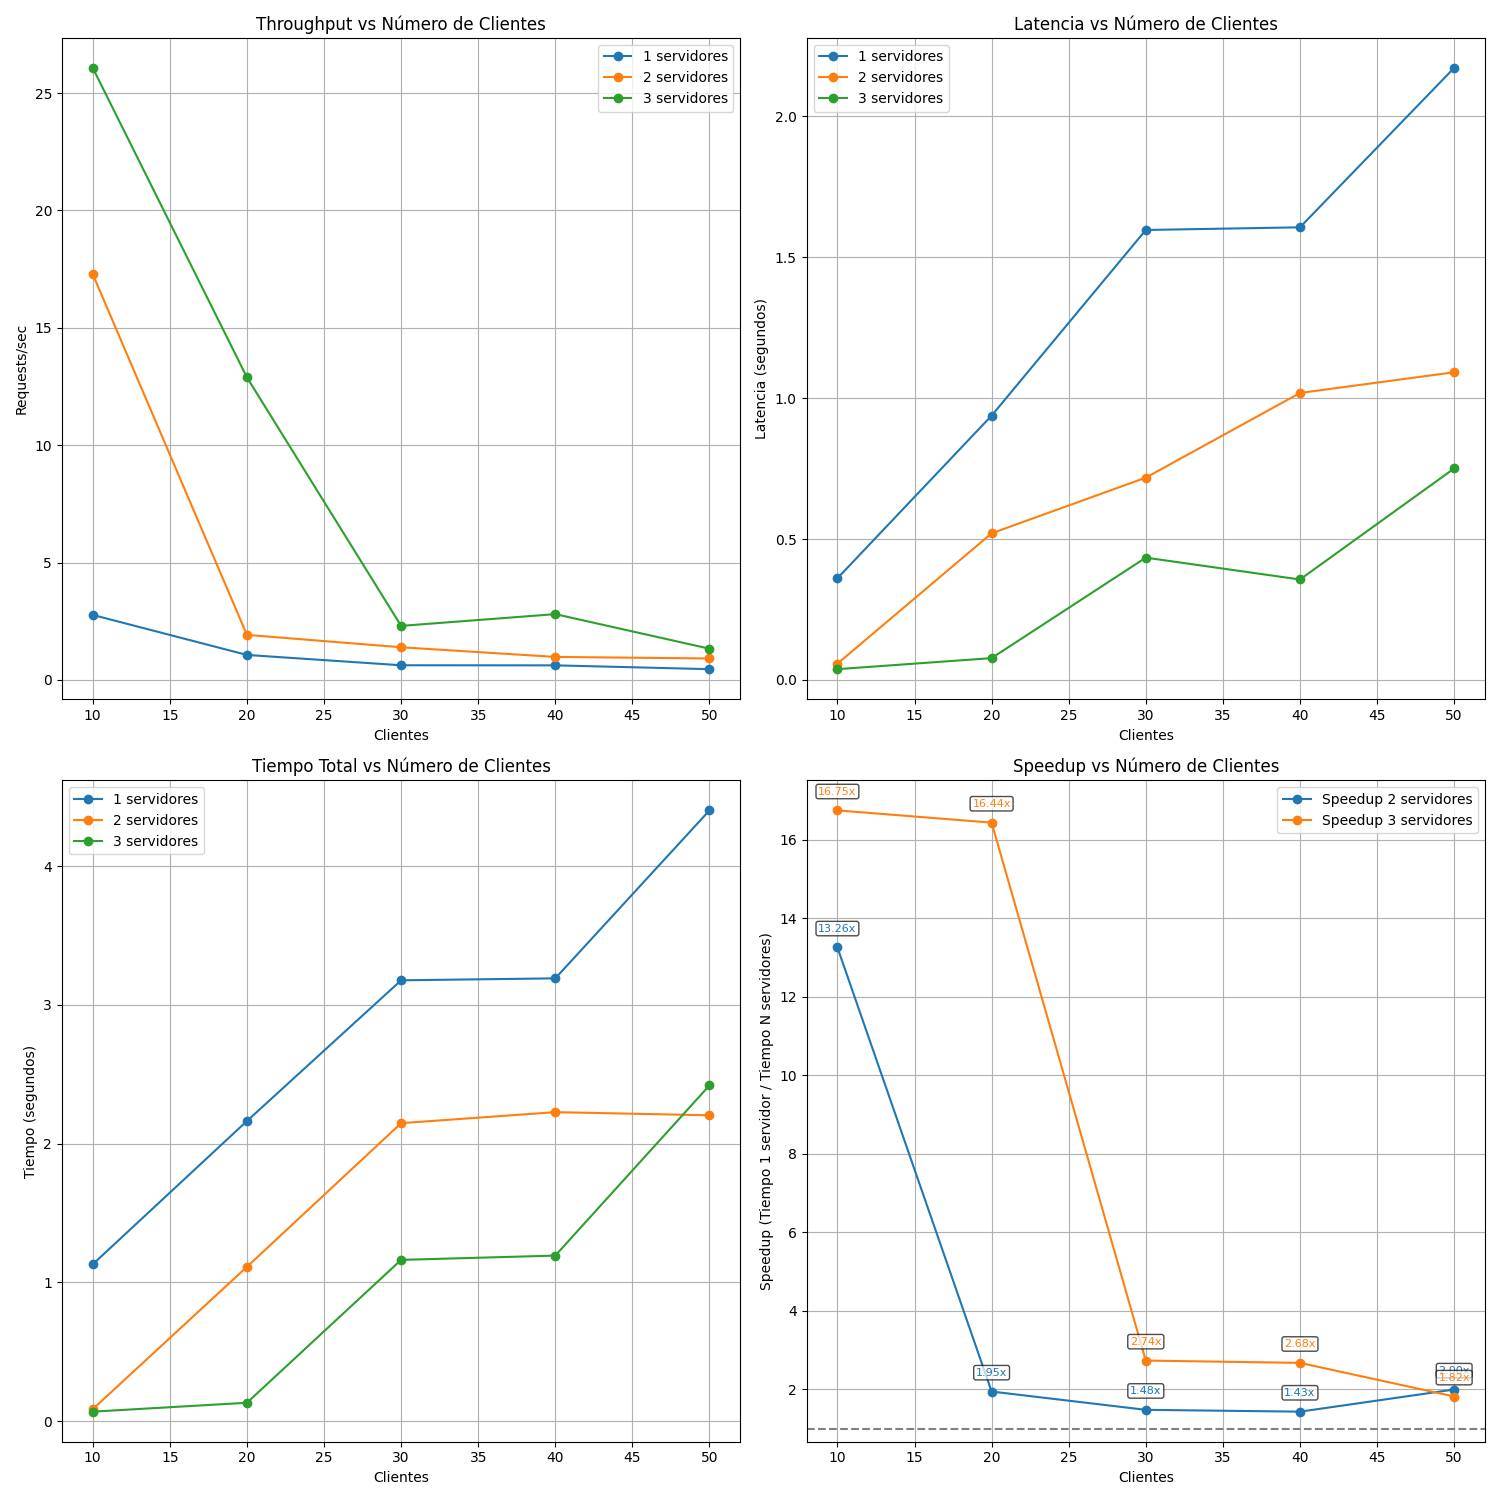 Throughput vs Número de Clientes
1 servidores
2 servidores
3 servidores
25
20
15
10
5
0
Requests/sec
10 15 20 25 30 35 40 45 50
Clientes
Latencia vs Número de Clientes
1 servidores
2 servidores
3 servidores
2.0
1.5
1.0
0.5
0.0
Latencia (segundos)
10 15 20 25 30 35 40 45 50
Clientes
Tiempo Total vs Número de Clientes
1 servidores
2 servidores
3 servidores
4
3
2
1
0
Tiempo (segundos)
10 15 20 25 30 35 40 45 50
Clientes
Speedup vs Número de Clientes
Speedup 2 servidores
Speedup 3 servidores
16.75x
16.44x
13.26x
2.74x
2.68x
1.95x
1.48x
1.43x
1.82x
16
14
12
10
8
6
4
2
Speedup (Tiempo 1 servidor / Tiempo N servidores)
10 15 20 25 30 35 40 45 50
Clientes